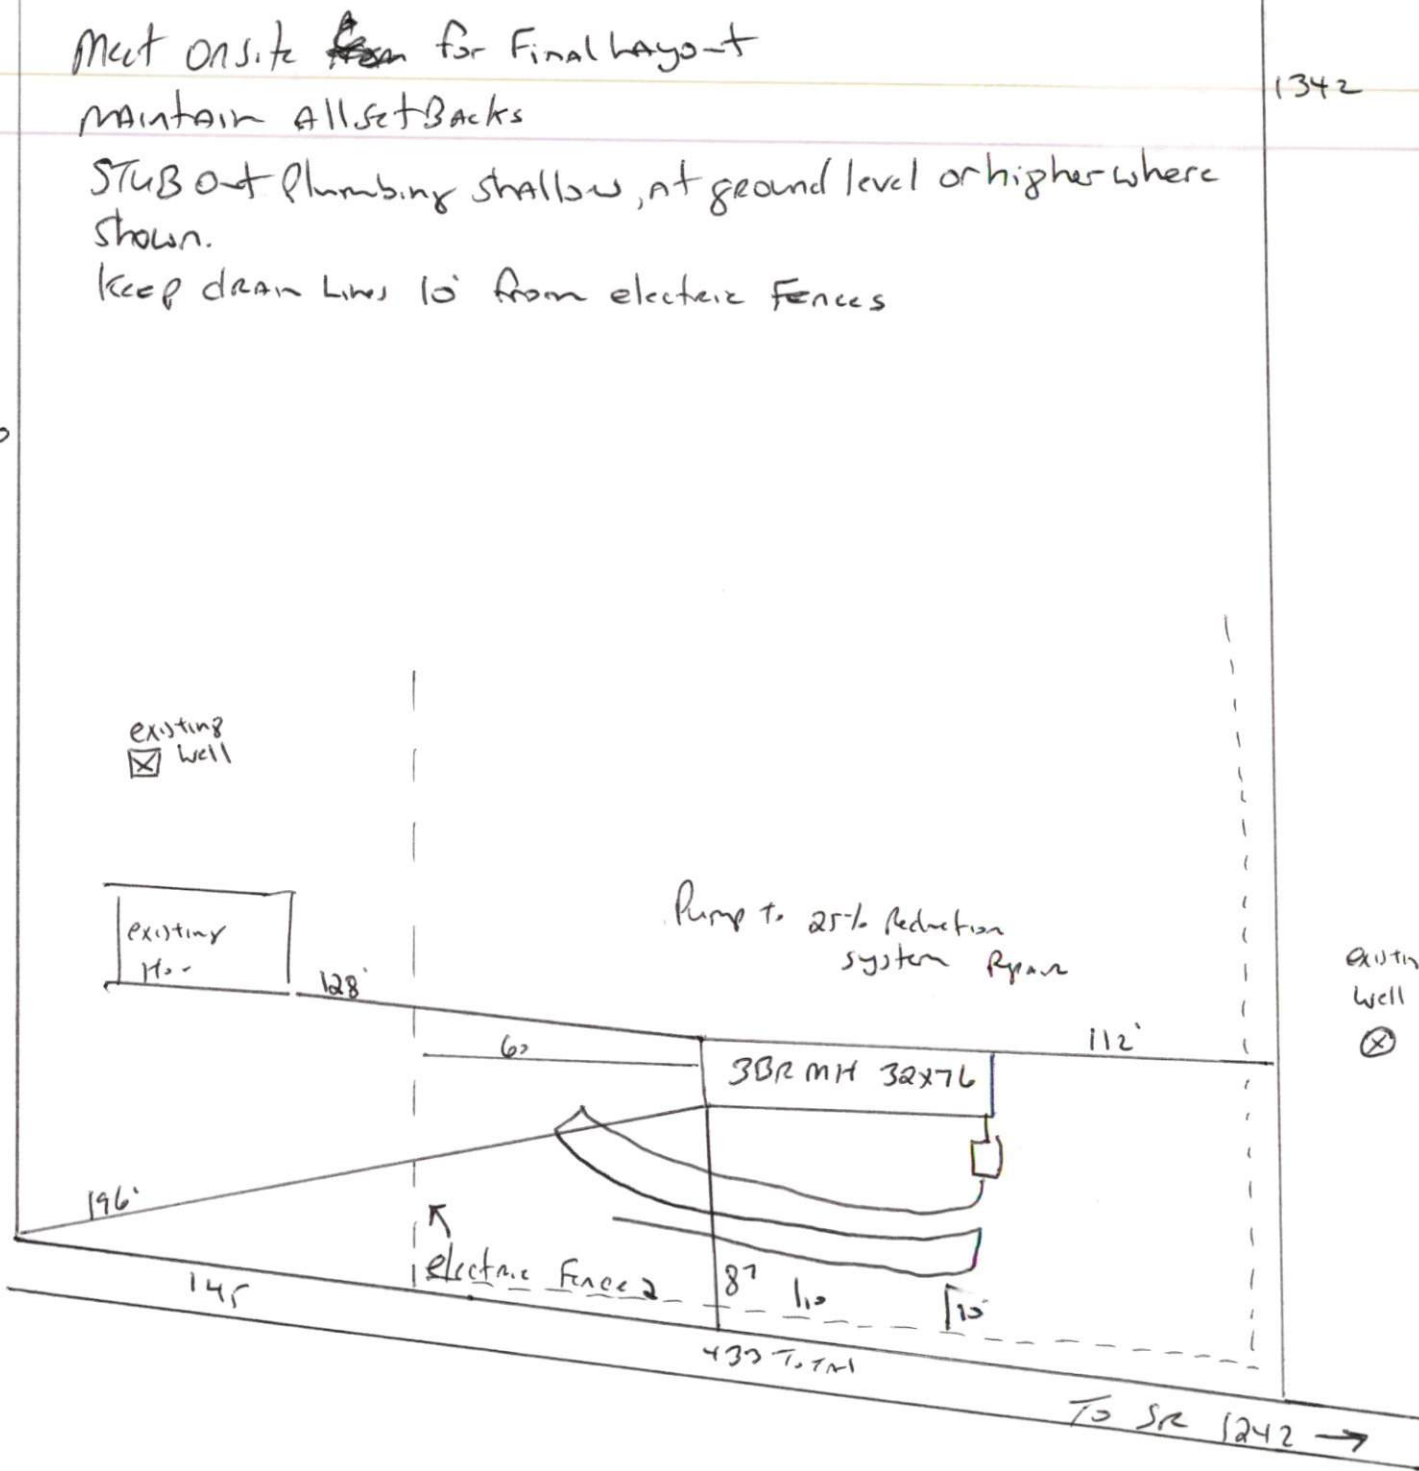 Meet onsite for Final Layout
1342
MAintAin All SetBAcks
STUB Out Plumbing shallow, at ground level or higher where
shown.
Keep drain Lines 10' from electric Fences
existing
well
existing
128'
Pump to 25% Reduction
system Repair
existin
well
112'
60
3BR MH 32x76
196'
electric Fence
145
87
10
10'
433 Total
To SR 1242 →